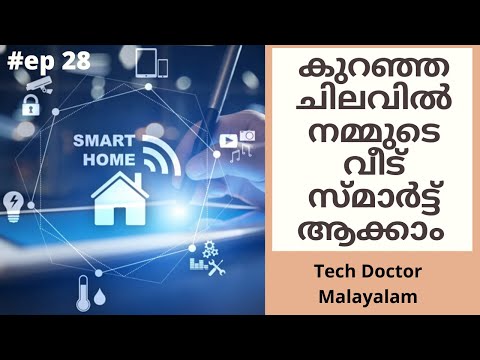 #ep 28
SMART
HOME
കുറഞ്ഞ
ചിലവിൽ
നമ്മുടെ
വീട്
സ്മാർട്ട്
ആക്കാം
Tech Doctor
Malayalam